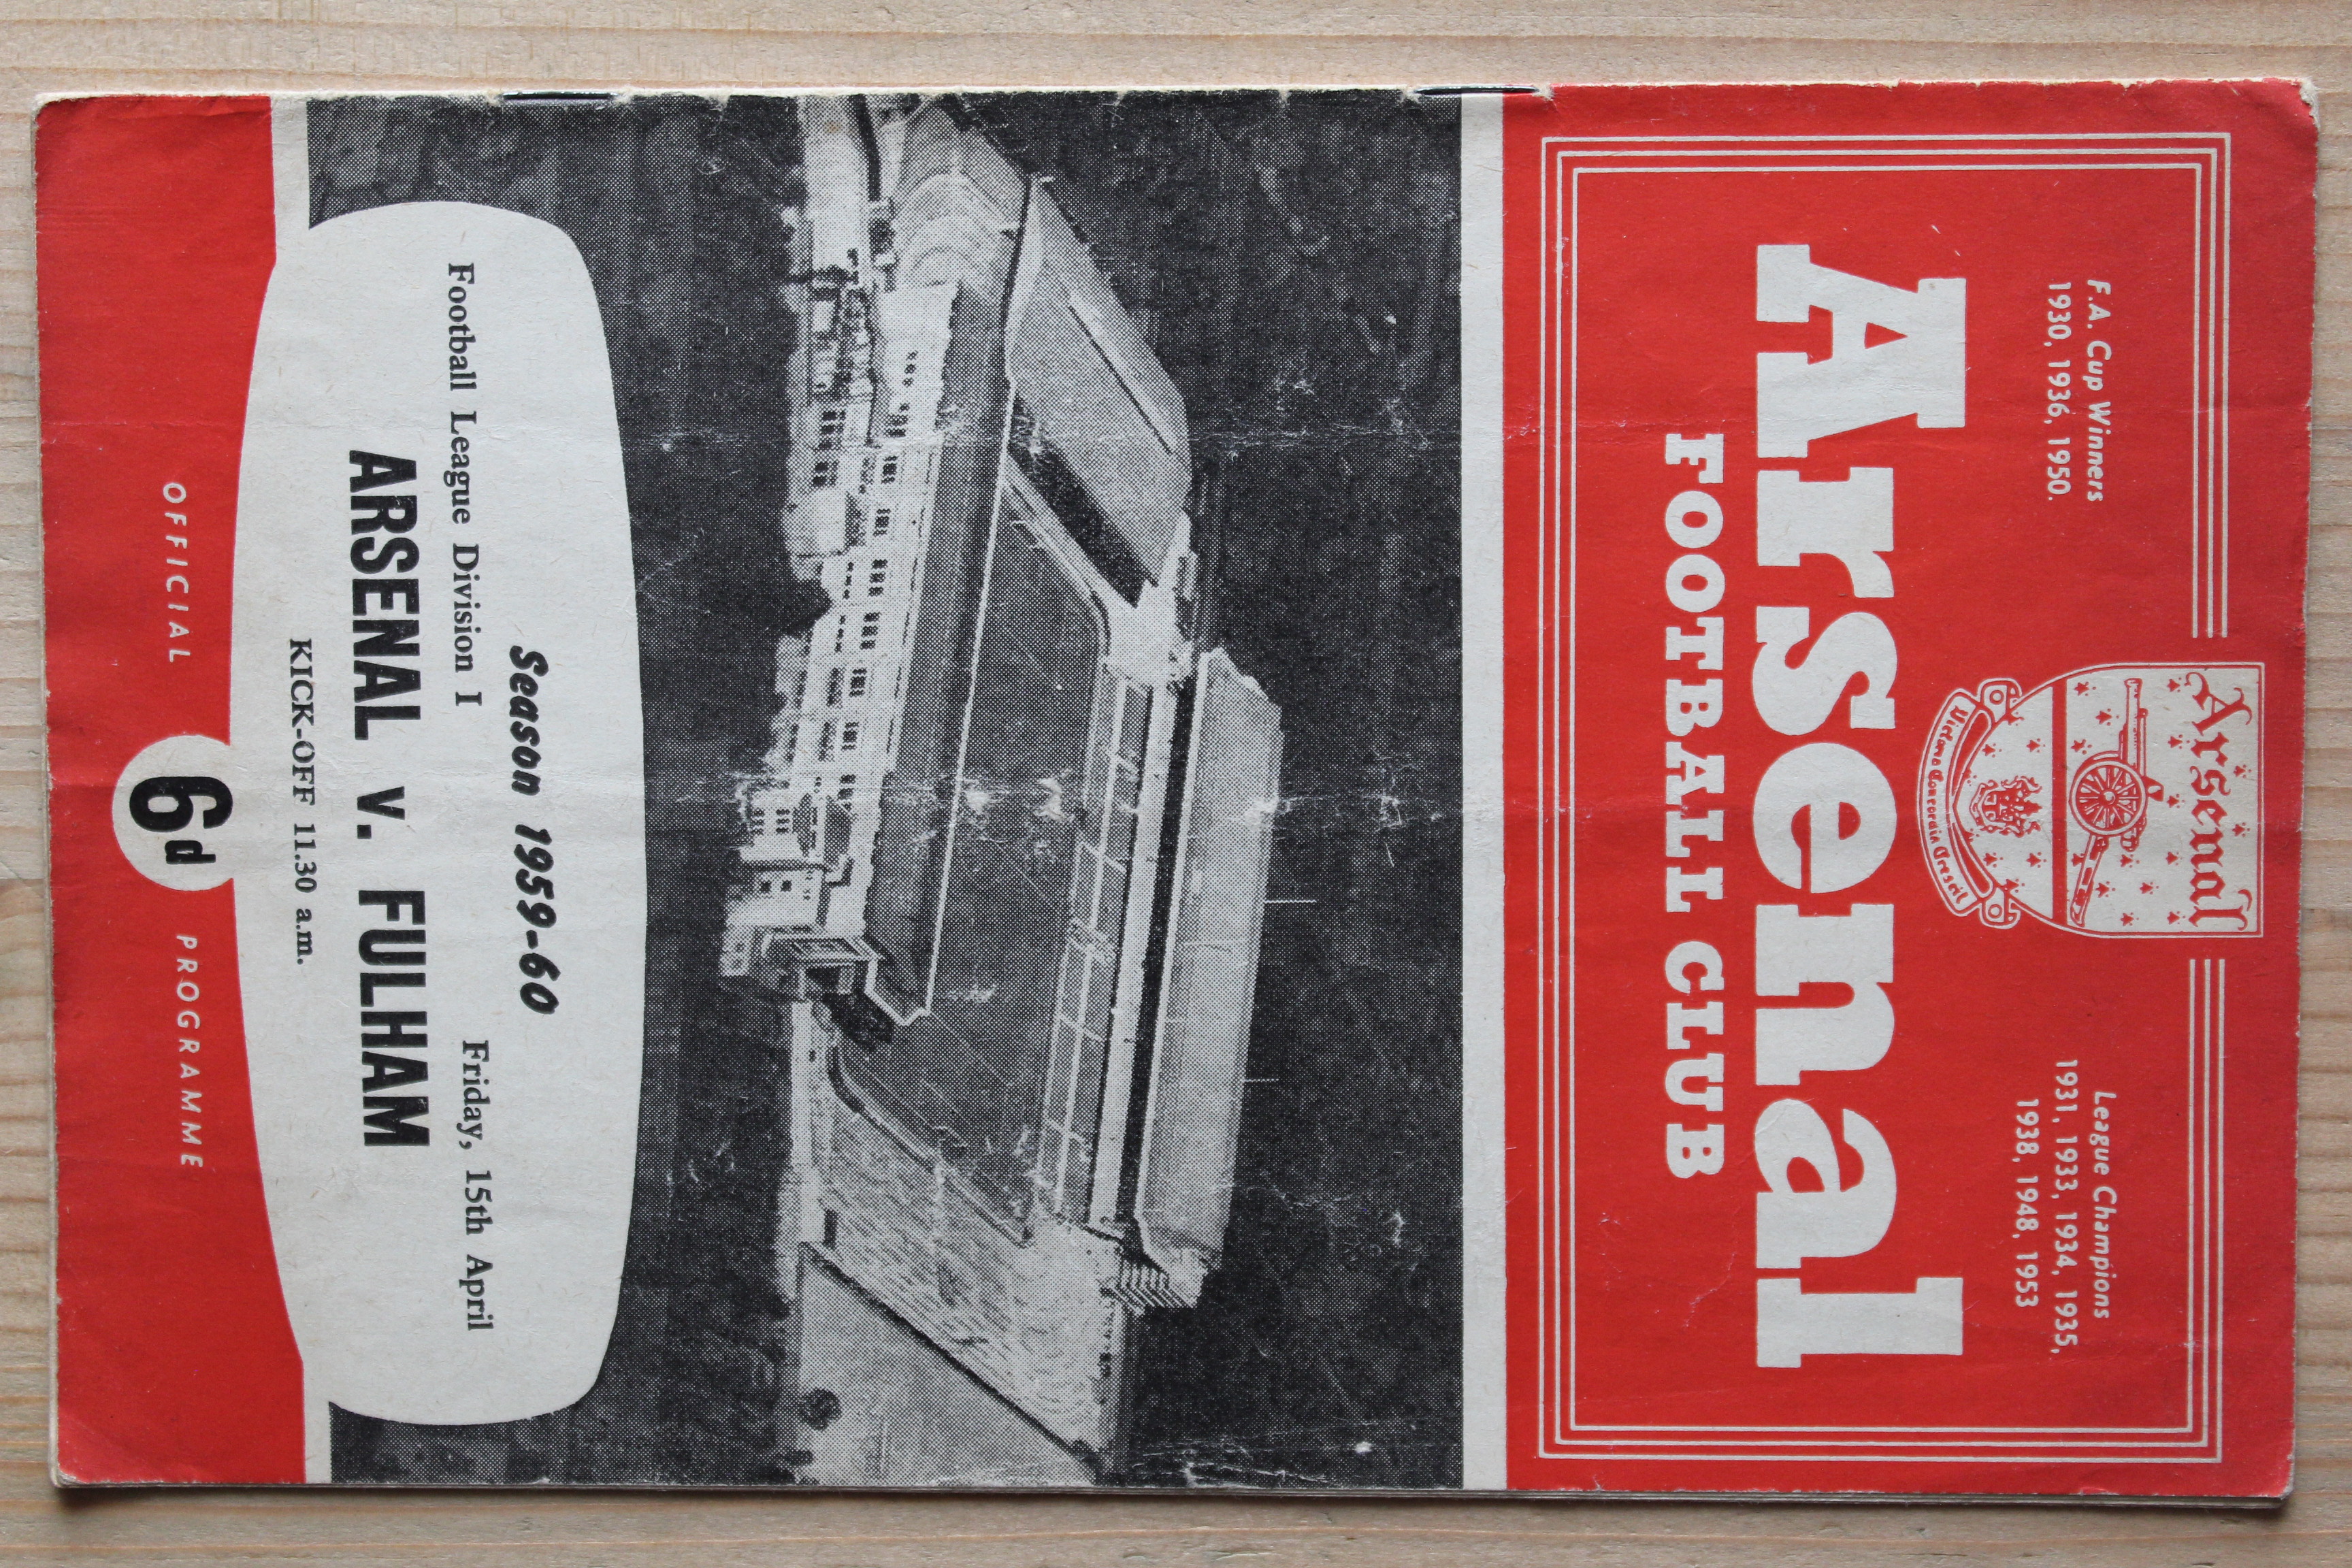 Arsenal
Victoria Concordia Crescit
F.A. Cup Winners
1930, 1936, 1950.
League Champions
1931, 1933, 1934, 1935,
1938, 1948, 1953
Arsenal
FOOTBALL CLUB
Season 1959-60
Football League Division I
Friday, 15th April
ARSENAL v. FULHAM
KICK-OFF 11.30 a.m.
OFFICIAL 6d PROGRAMME